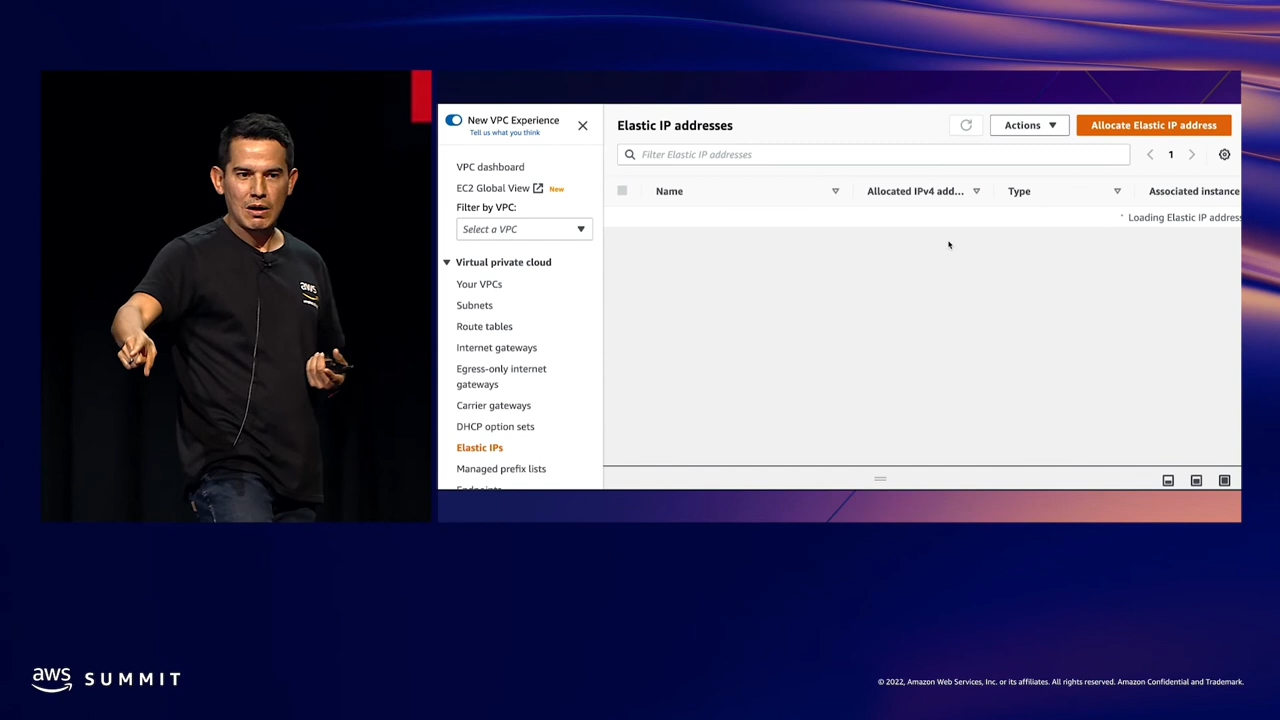 aws
New VPC Experience
Tell us what you think
VPC dashboard
EC2 Global View New
Filter by VPC:
Select a VPC
Virtual private cloud
Your VPCs
Subnets
Route tables
Internet gateways
Egress-only internet
gateways
Carrier gateways
DHCP option sets
Elastic IPs
Managed prefix lists
Endpoints
Elastic IP addresses
Actions
Allocate Elastic IP address
Filter Elastic IP addresses
1
Name
Allocated IPv4 add...
Type
Associated instance
Loading Elastic IP address
aws SUMMIT
© 2022, Amazon Web Services, Inc. or its affiliates. All rights reserved. Amazon Confidential and Trademark.